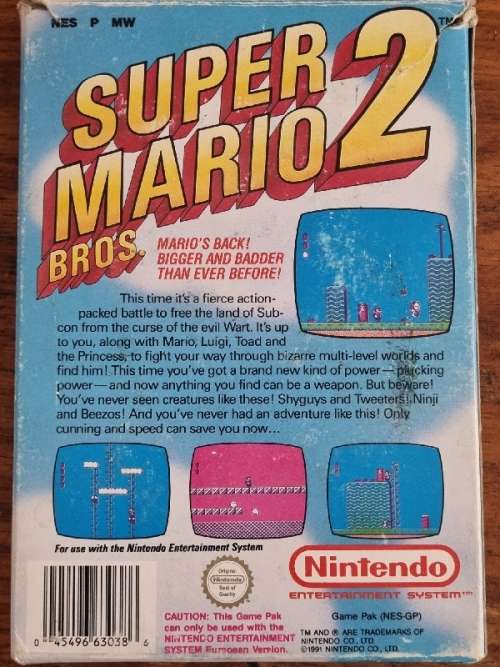 NES P MW
SUPER
MARIO
BROS. 2 TM
MARIO'S BACK!
BIGGER AND BADDER
THAN EVER BEFORE!
This time it's a fierce action-
packed battle to free the land of Sub-
con from the curse of the evil Wart. It's up
to you, along with Mario, Luigi, Toad and
the Princess, to fight your way through bizarre multi-level worlds and
find him! This time you've got a brand new kind of power—plucking
power—and now anything you find can be a weapon. But beware!
You've never seen creatures like these! Shyguys and Tweeters! Ninji
and Beezos! And you've never had an adventure like this! Only
cunning and speed can save you now...
For use with the Nintendo Entertainment System
Nintendo®
ENTERTAINMENT SYSTEM™
Original
Nintendo
Seal of
Quality
CAUTION: This Game Pak
can only be used with the
NINTENDO ENTERTAINMENT
SYSTEM European Version.
Game Pak (NES-GP)
TM AND ® ARE TRADEMARKS OF
NINTENDO CO., LTD.
©1991 NINTENDO CO., LTD.
0 45496 63038 6